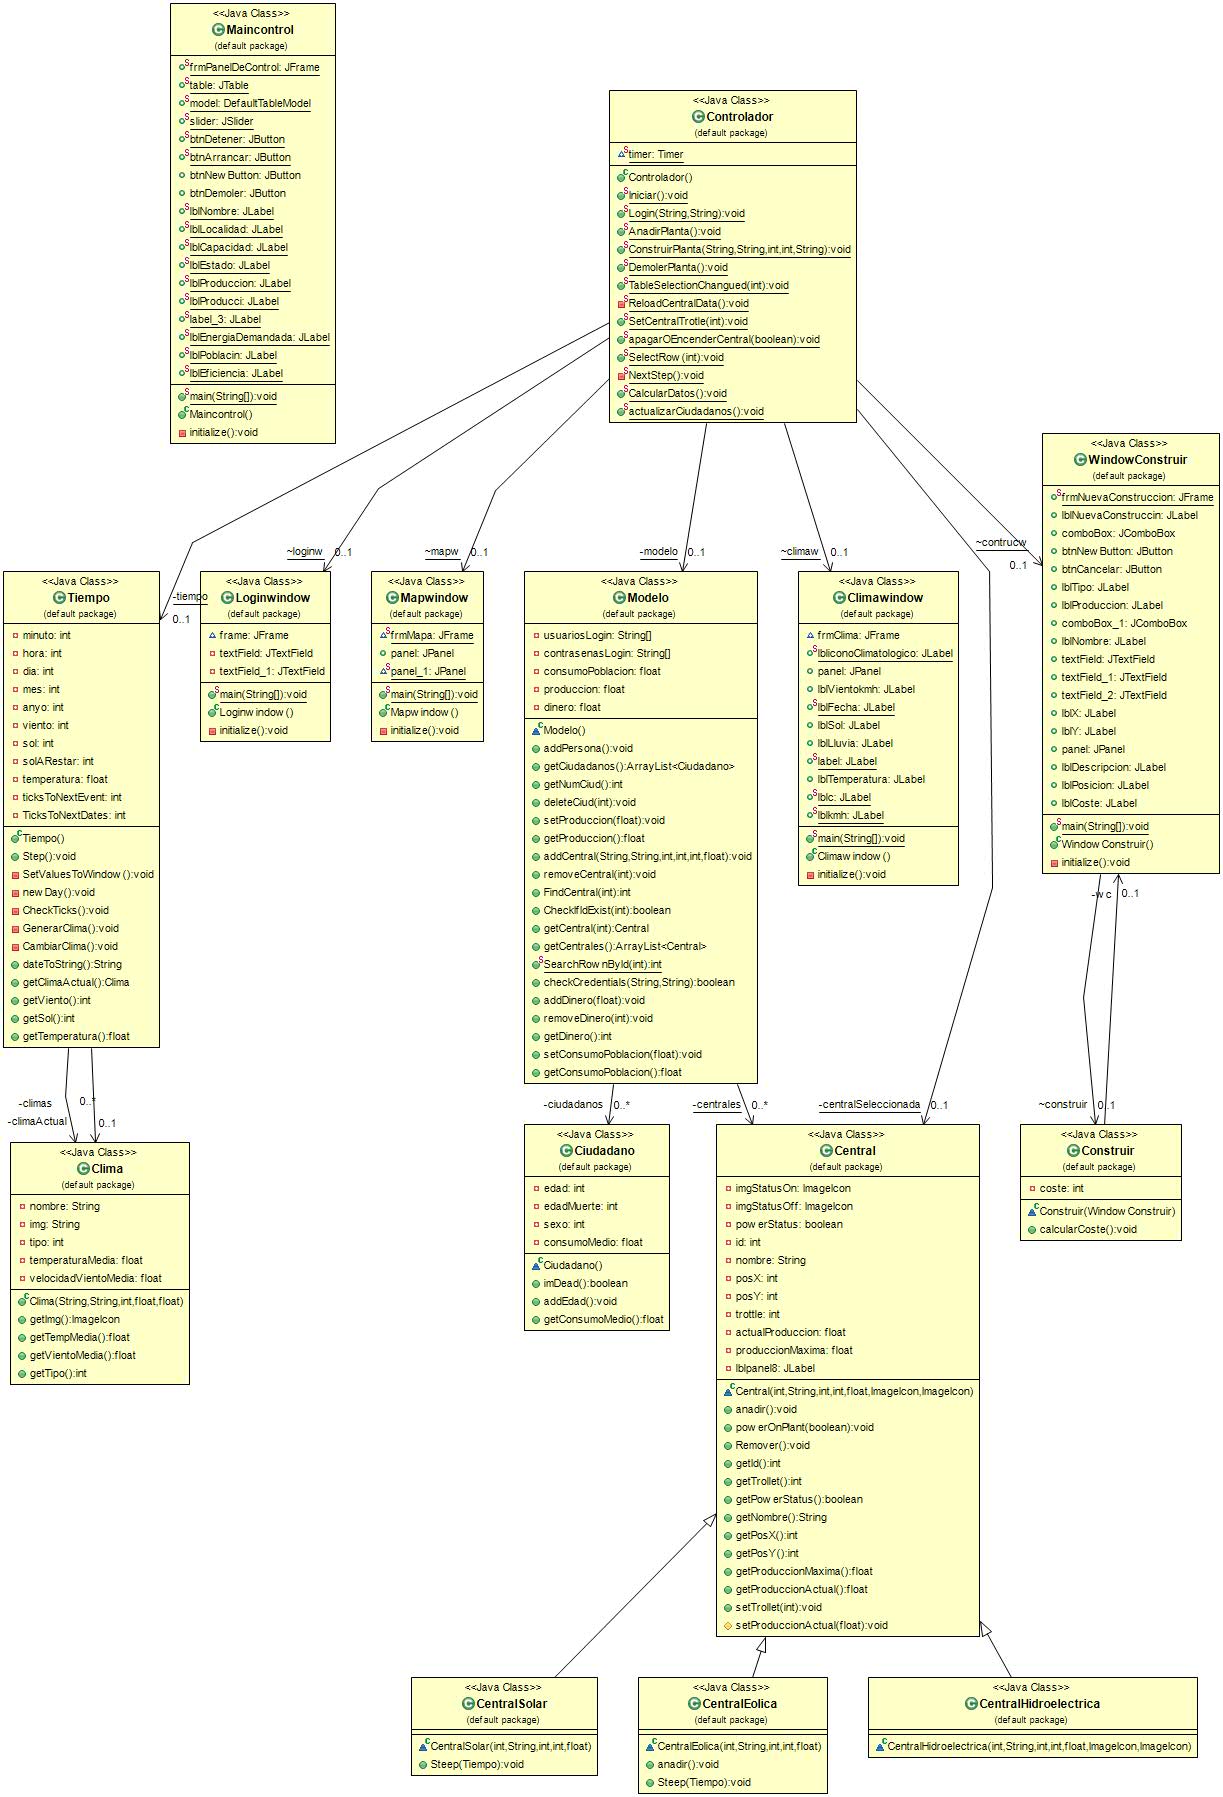 <<Java Class>>
Maincontrol
(default package)
frmPanelDeControl: JFrame
table: JTable
model: DefaultTableModel
slider: JSlider
btnDetener: JButton
btnArrancar: JButton
btnNewButton: JButton
btnDemoler: JButton
lblNombre: JLabel
lblLocalidad: JLabel
lblCapacidad: JLabel
lblEstado: JLabel
lblProduccion: JLabel
lblProducci: JLabel
label_3: JLabel
lblEnergiaDemandada: JLabel
lblPoblacin: JLabel
lblEficiencia: JLabel
main(String[]):void
Maincontrol()
initialize():void
<<Java Class>>
Controlador
(default package)
timer: Timer
Controlador()
Iniciar():void
Login(String,String):void
AnadirPlanta():void
ConstruirPlanta(String,String,int,int,String):void
DemolerPlanta():void
TableSelectionChangued(int):void
ReloadCentralData():void
SetCentralTrotle(int):void
apagarOEncenderCentral(boolean):void
SelectRow(int):void
NextStep():void
CalcularDatos():void
actualizarCiudadanos():void
-tiempo
0..1
~loginw
0..1
~mapw
0..1
-modelo
0..1
~climaw
0..1
~contrucw
0..1
<<Java Class>>
Tiempo
(default package)
minuto: int
hora: int
dia: int
mes: int
anyo: int
viento: int
sol: int
solARestar: int
temperatura: float
ticksToNextEvent: int
TicksToNextDates: int
Tiempo()
Step():void
SetValuesToWindow():void
newDay():void
CheckTicks():void
GenerarClima():void
CambiarClima():void
dateToString():String
getClimaActual():Clima
getViento():int
getSol():int
getTemperatura():float
<<Java Class>>
Loginwindow
(default package)
frame: JFrame
textField: JTextField
textField_1: JTextField
main(String[]):void
Loginwindow()
initialize():void
<<Java Class>>
Mapwindow
(default package)
frmMapa: JFrame
panel: JPanel
panel_1: JPanel
main(String[]):void
Mapwindow()
initialize():void
<<Java Class>>
Modelo
(default package)
usuariosLogin: String[]
contrasenasLogin: String[]
consumoPoblacion: float
produccion: float
dinero: float
Modelo()
addPersona():void
getCiudadanos():ArrayList<Ciudadano>
getNumCiud():int
deleteCiud(int):void
setProduccion(float):void
getProduccion():float
addCentral(String,String,int,int,int,float):void
removeCentral(int):void
FindCentral(int):int
CheckIfIdExist(int):boolean
getCentral(int):Central
getCentrales():ArrayList<Central>
SearchRownById(int):int
checkCredentials(String,String):boolean
addDinero(float):void
removeDinero(int):void
getDinero():int
setConsumoPoblacion(float):void
getConsumoPoblacion():float
<<Java Class>>
Climawindow
(default package)
frmClima: JFrame
lbliconoClimatologico: JLabel
panel: JPanel
lblVientokmh: JLabel
lblFecha: JLabel
lblSol: JLabel
lblLluvia: JLabel
label: JLabel
lblTemperatura: JLabel
lblc: JLabel
lblkmh: JLabel
main(String[]):void
Climawindow()
initialize():void
<<Java Class>>
WindowConstruir
(default package)
frmNuevaConstruccion: JFrame
lblNuevaConstruccin: JLabel
comboBox: JComboBox
btnNewButton: JButton
btnCancelar: JButton
lblTipo: JLabel
lblProduccion: JLabel
comboBox_1: JComboBox
lblNombre: JLabel
textField: JTextField
textField_1: JTextField
textField_2: JTextField
lblX: JLabel
lblY: JLabel
panel: JPanel
lblDescripcion: JLabel
lblPosicion: JLabel
lblCoste: JLabel
main(String[]):void
WindowConstruir()
initialize():void
-wc
0..1
-climas
0..*
-climaActual
0..1
-ciudadanos
0..*
-centrales
0..*
-centralSeleccionada
0..1
~construir
0..1
<<Java Class>>
Clima
(default package)
nombre: String
img: String
tipo: int
temperaturaMedia: float
velocidadVientoMedia: float
Clima(String,String,int,float,float)
getImg():ImageIcon
getTempMedia():float
getVientoMedia():float
getTipo():int
<<Java Class>>
Ciudadano
(default package)
edad: int
edadMuerte: int
sexo: int
consumoMedio: float
Ciudadano()
imDead():boolean
addEdad():void
getConsumoMedio():float
<<Java Class>>
Central
(default package)
imgStatusOn: ImageIcon
imgStatusOff: ImageIcon
powerStatus: boolean
id: int
nombre: String
posX: int
posY: int
trottle: int
actualProduccion: float
produccionMaxima: float
lblpanel8: JLabel
Central(int,String,int,int,float,ImageIcon,ImageIcon)
anadir():void
powerOnPlant(boolean):void
Remover():void
getId():int
getTrollet():int
getPowerStatus():boolean
getNombre():String
getPosX():int
getPosY():int
getProduccionMaxima():float
getProduccionActual():float
setTrollet(int):void
setProduccionActual(float):void
<<Java Class>>
Construir
(default package)
coste: int
Construir(WindowConstruir)
calcularCoste():void
<<Java Class>>
CentralSolar
(default package)
CentralSolar(int,String,int,int,float)
Steep(Tiempo):void
<<Java Class>>
CentralEolica
(default package)
CentralEolica(int,String,int,int,float)
anadir():void
Steep(Tiempo):void
<<Java Class>>
CentralHidroelectrica
(default package)
CentralHidroelectrica(int,String,int,int,float,ImageIcon,ImageIcon)